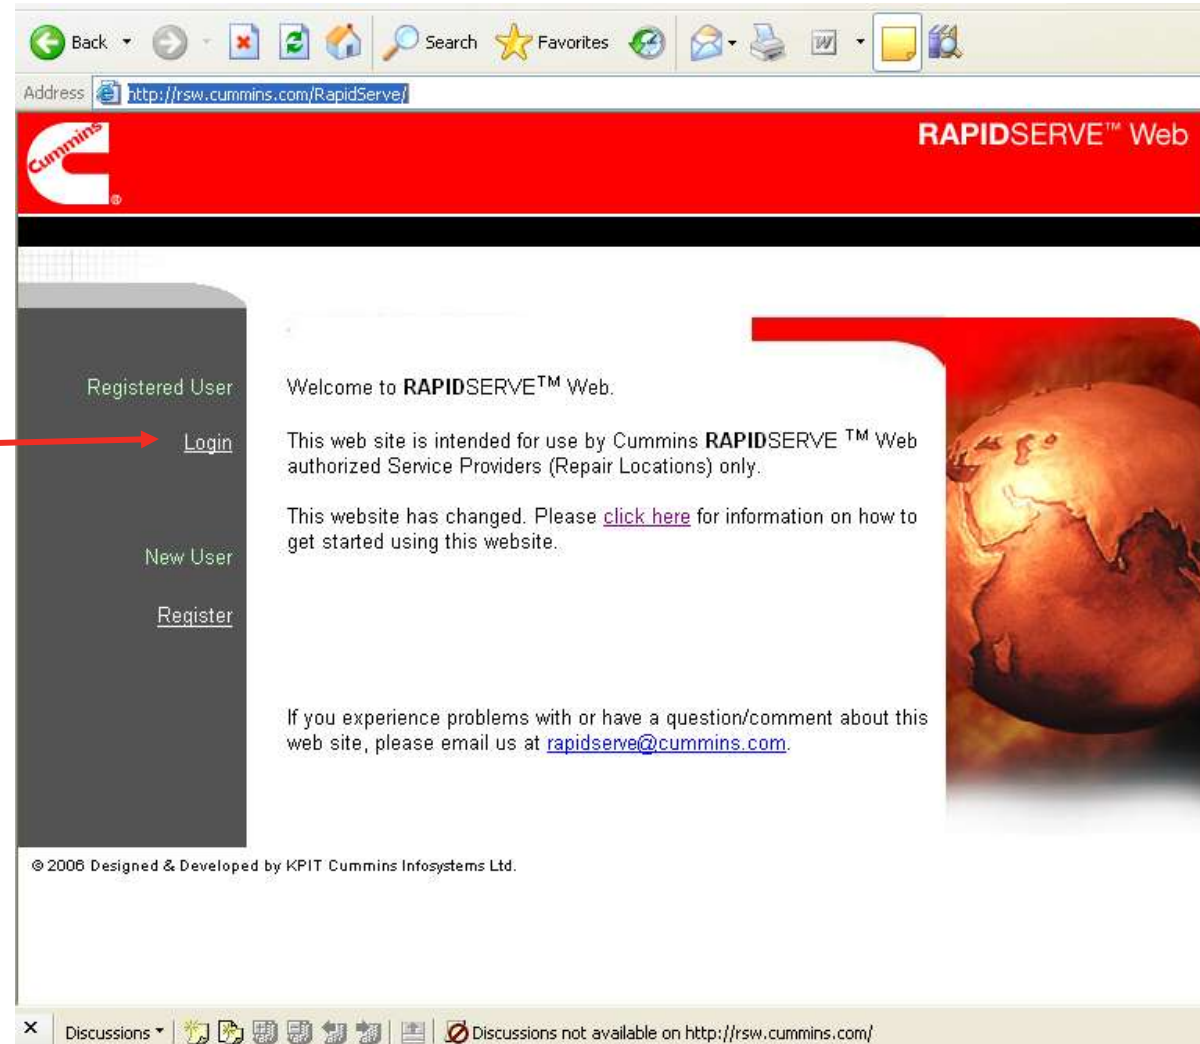 Back Search Favorites
Address http://rsw.cummins.com/RapidServe/
Cummins ®
RAPIDSERVE™ Web
Registered User
Login
New User
Register
Welcome to RAPIDSERVE™ Web.
This web site is intended for use by Cummins RAPIDSERVE ™ Web
authorized Service Providers (Repair Locations) only.
This website has changed. Please click here for information on how to
get started using this website.
If you experience problems with or have a question/comment about this
web site, please email us at rapidserve@cummins.com.
© 2006 Designed & Developed by KPIT Cummins Infosystems Ltd.
Discussions Discussions not available on http://rsw.cummins.com/